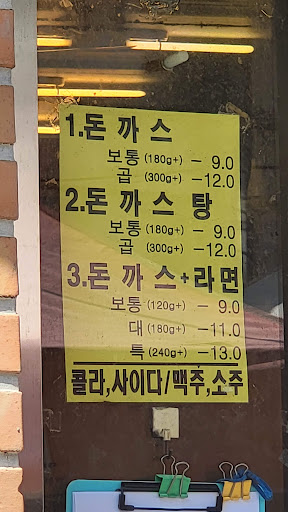 1.돈 까 스
보통 (180g+) – 9.0
곱 (300g+) –12.0
2.돈 까 스 탕
보통 (180g+) – 9.0
곱 (300g+) –12.0
3.돈 까 스 + 라면
보통 (120g+) – 9.0
대 (180g+) –11.0
특 (240g+) –13.0
콜라,사이다/맥주,소주